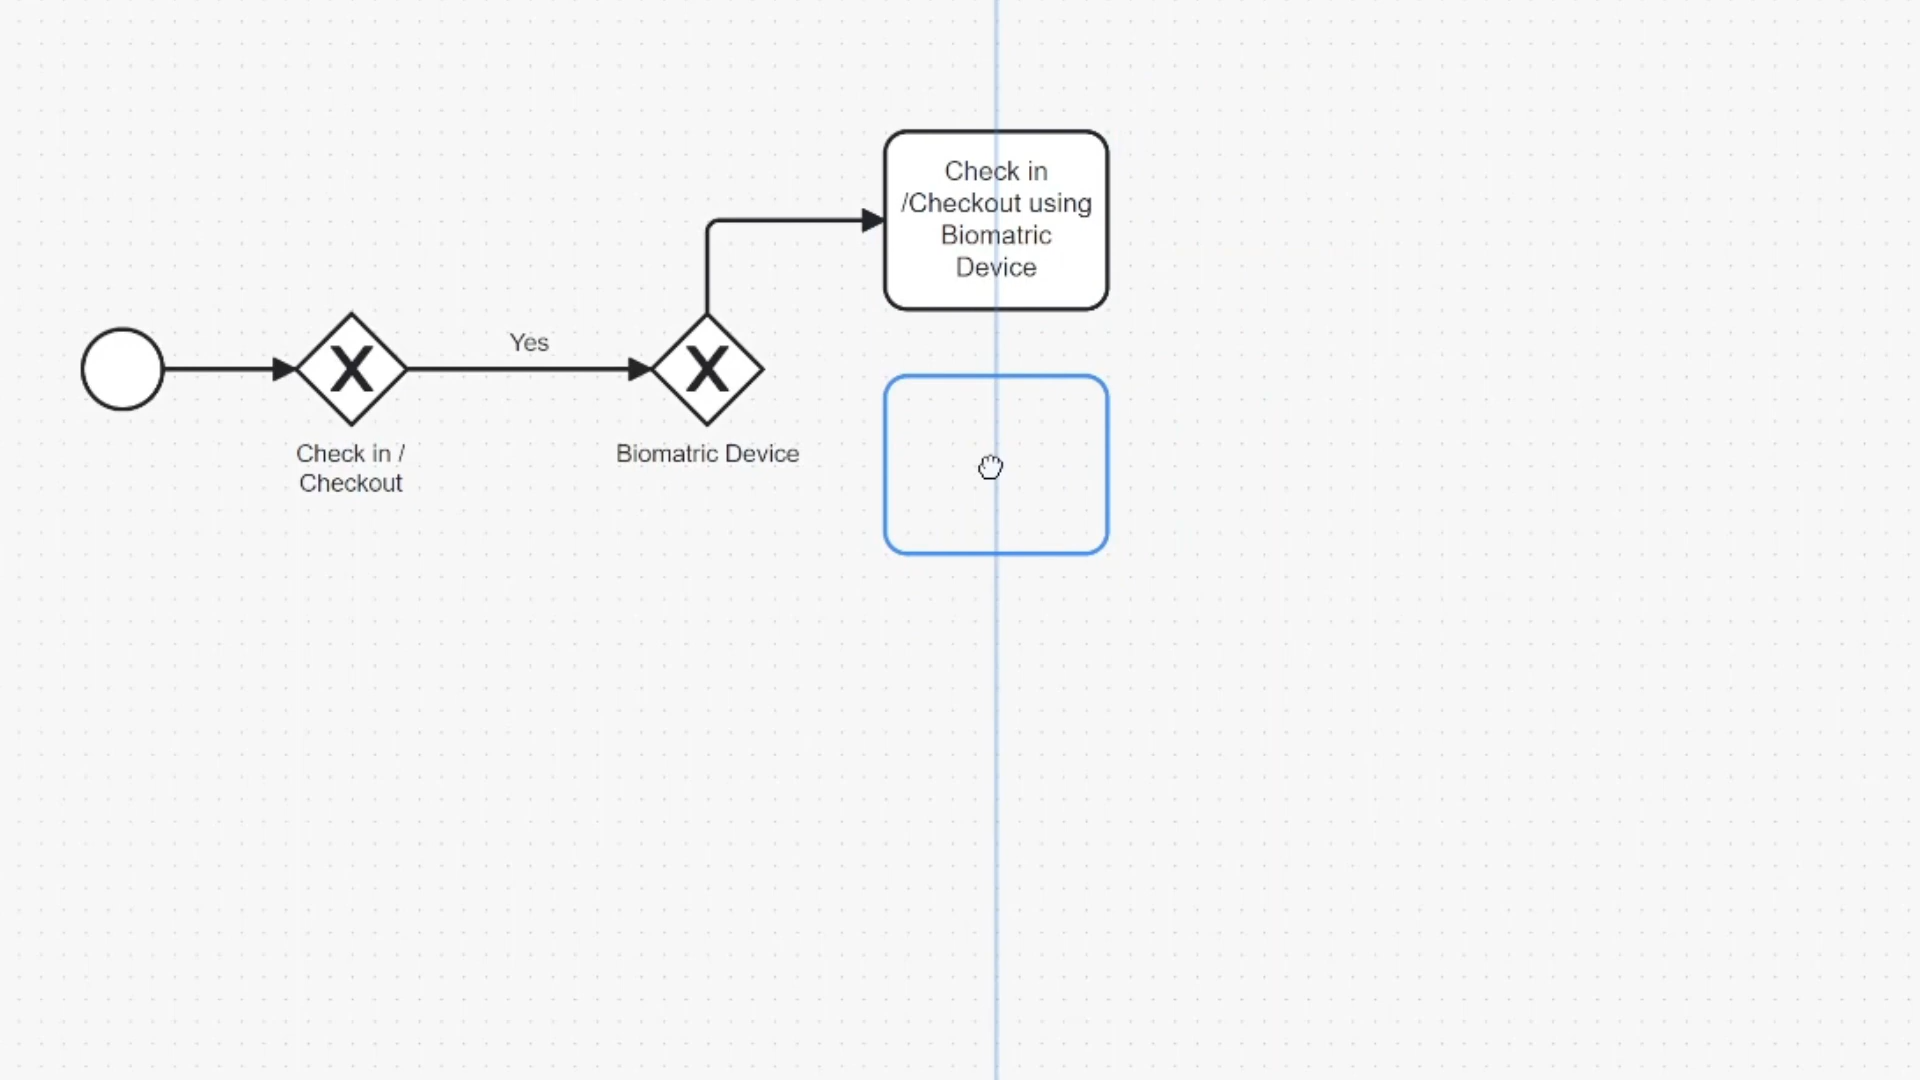 Check in
/Checkout using
Biomatric
Device
Yes
Check in /
Checkout
Biomatric Device